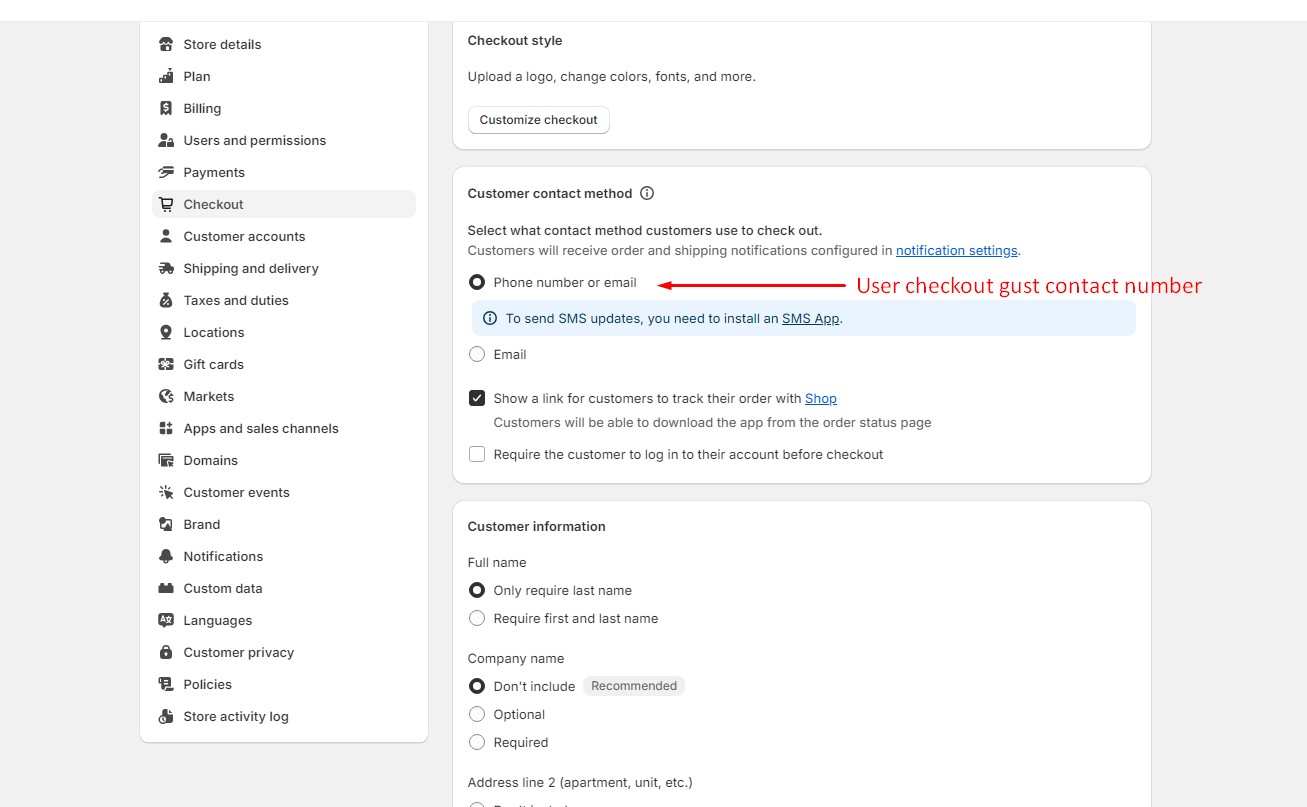 Store details
Plan
Billing
Users and permissions
Payments
Checkout
Customer accounts
Shipping and delivery
Taxes and duties
Locations
Gift cards
Markets
Apps and sales channels
Domains
Customer events
Brand
Notifications
Custom data
Languages
Customer privacy
Policies
Store activity log
Checkout style
Upload a logo, change colors, fonts, and more.
Customize checkout
Customer contact method
Select what contact method customers use to check out.
Customers will receive order and shipping notifications configured in notification settings.
Phone number or email
User checkout gust contact number
To send SMS updates, you need to install an SMS App.
Email
Show a link for customers to track their order with Shop
Customers will be able to download the app from the order status page
Require the customer to log in to their account before checkout
Customer information
Full name
Only require last name
Require first and last name
Company name
Don't include Recommended
Optional
Required
Address line 2 (apartment, unit, etc.)